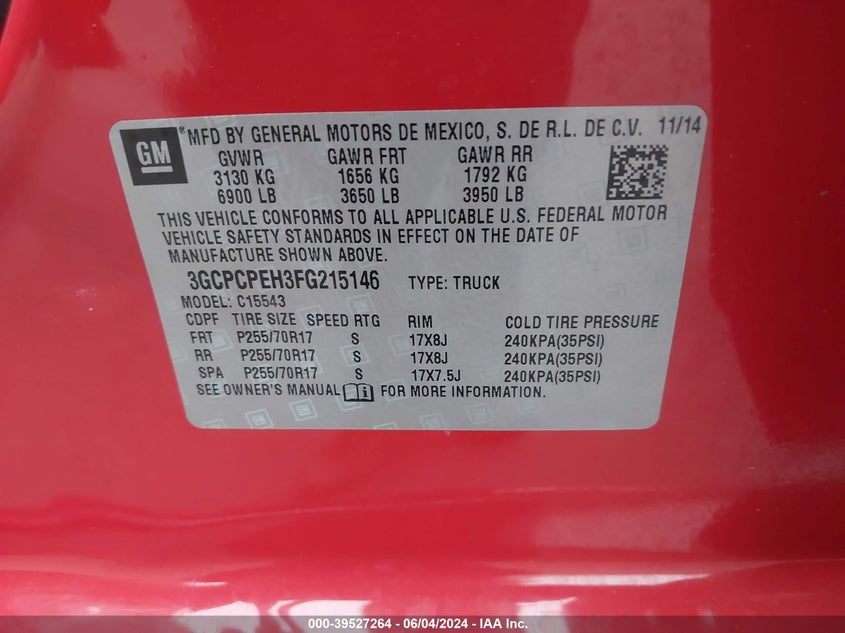 GM ® MFD BY GENERAL MOTORS DE MEXICO, S. DE R.L. DE C.V. 11/14
GVWR GAWR FRT GAWR RR
3130 KG 1656 KG 1792 KG
6900 LB 3650 LB 3950 LB
THIS VEHICLE CONFORMS TO ALL APPLICABLE U.S. FEDERAL MOTOR
VEHICLE SAFETY STANDARDS IN EFFECT ON THE DATE OF
MANUFACTURE SHOWN ABOVE.
3GCPCPEH3FG215146 TYPE: TRUCK
MODEL: C15543
CDPF TIRE SIZE SPEED RTG RIM COLD TIRE PRESSURE
FRT P255/70R17 S 17X8J 240KPA(35PSI)
RR P255/70R17 S 17X8J 240KPA(35PSI)
SPA P255/70R17 S 17X7.5J 240KPA(35PSI)
SEE OWNER'S MANUAL FOR MORE INFORMATION.
000-39527264 - 06/04/2024 - IAA Inc.